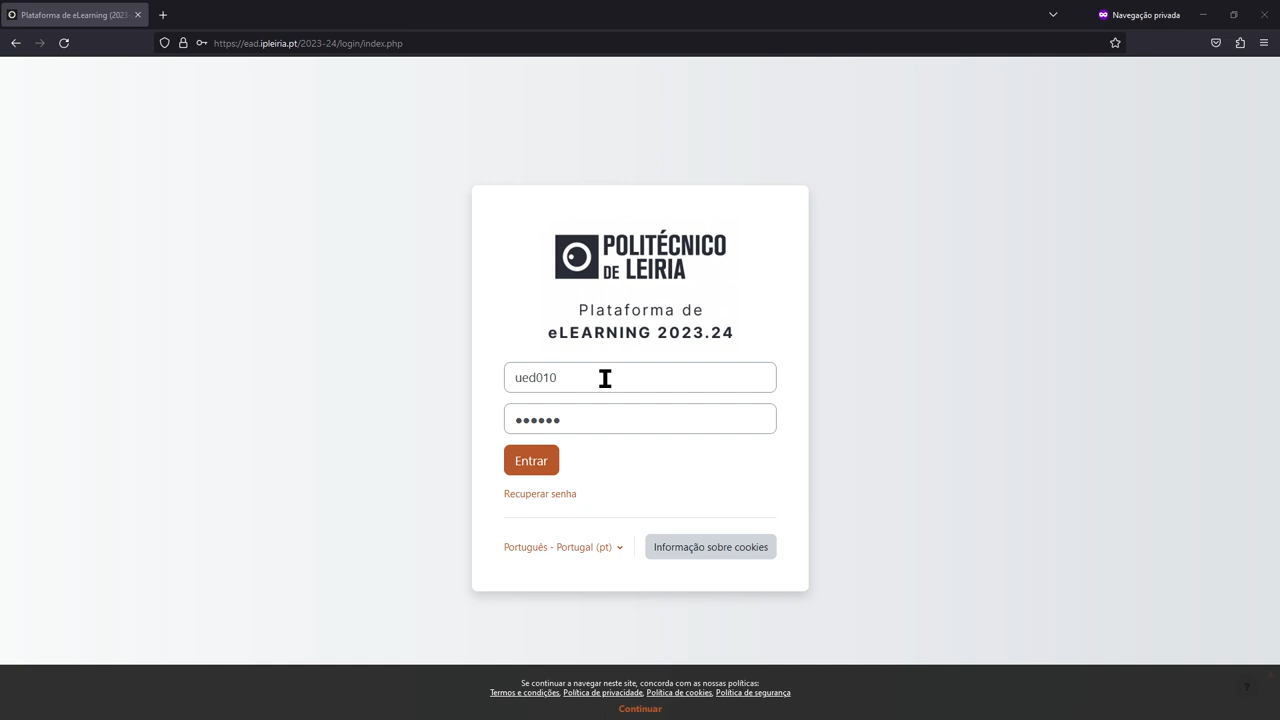 Plataforma de eLearning (2023
Navegação privada
https://ead.ipleiria.pt/2023-24/login/index.php
POLITÉCNICO
DE LEIRIA
Plataforma de
eLEARNING 2023.24
ued010
Entrar
Recuperar senha
Português - Portugal (pt)
Informação sobre cookies
Se continuar a navegar neste site, concorda com as nossas políticas:
Termos e condições, Política de privacidade, Política de cookies, Política de segurança
Continuar
?